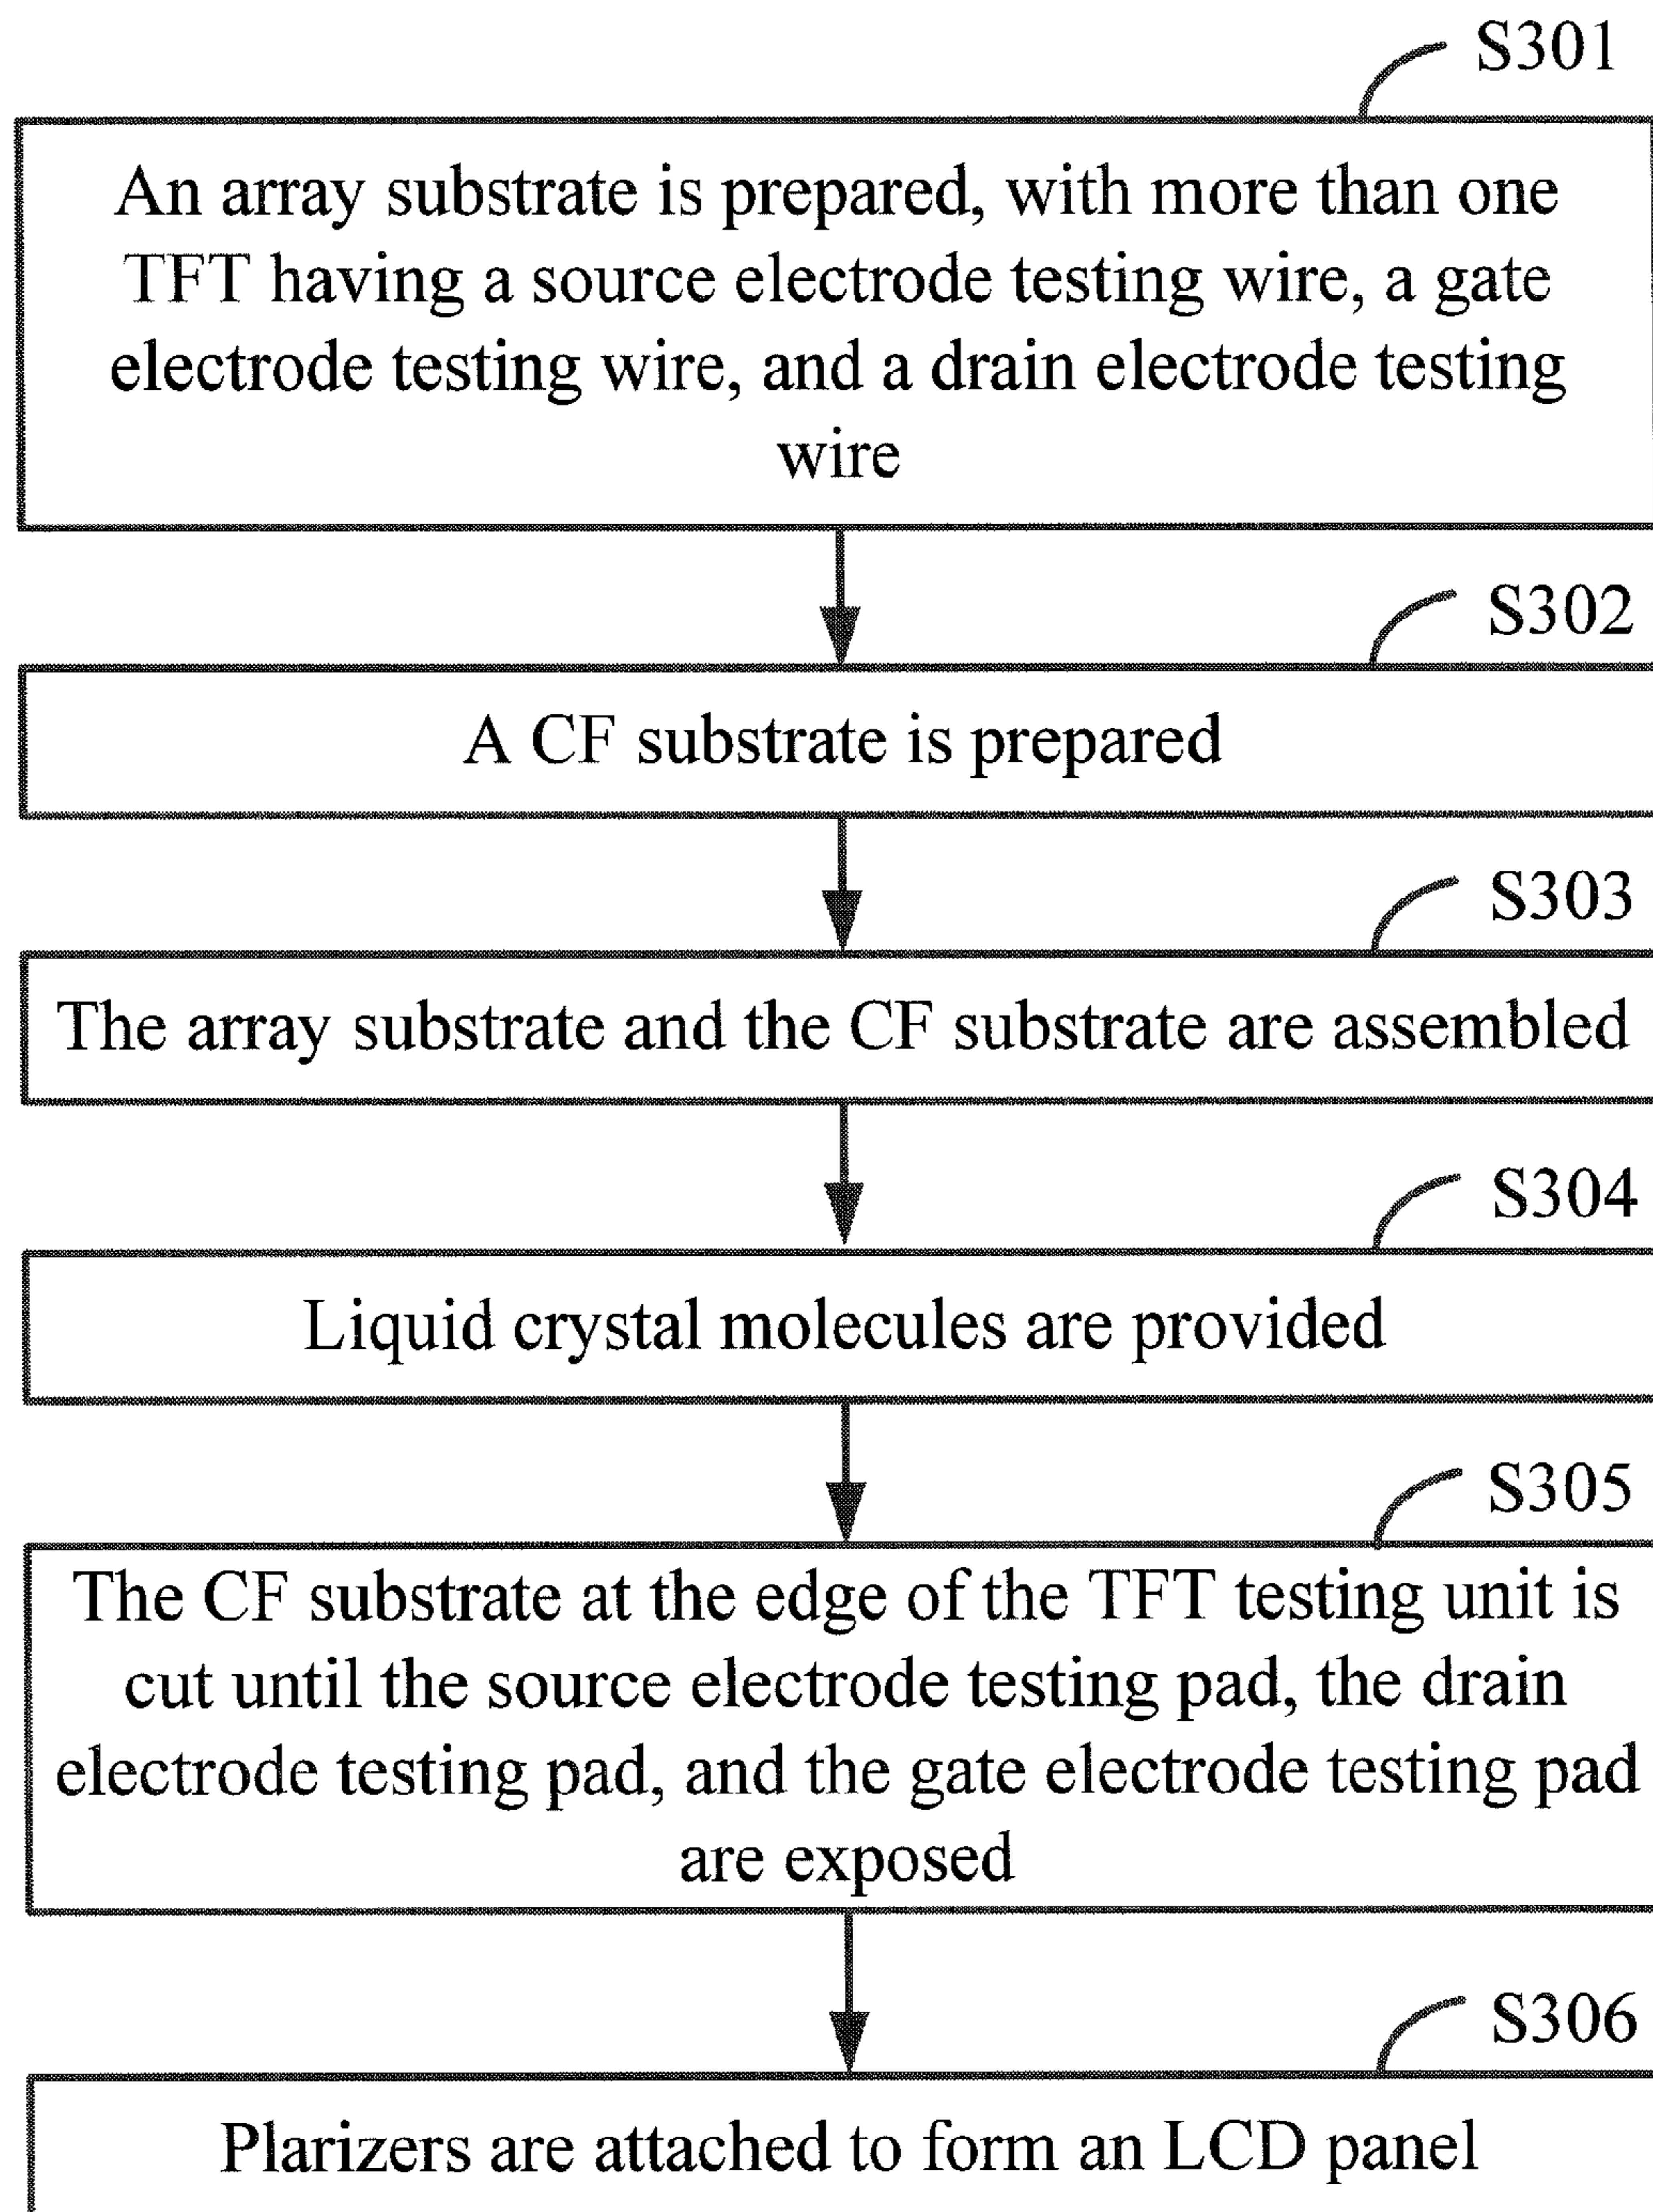 S301
An array substrate is prepared, with more than one
TFT having a source electrode testing wire, a gate
electrode testing wire, and a drain electrode testing
wire
S302
A CF substrate is prepared
S303
The array substrate and the CF substrate are assembled
S304
Liquid crystal molecules are provided
S305
The CF substrate at the edge of the TFT testing unit is
cut until the source electrode testing pad, the drain
electrode testing pad, and the gate electrode testing pad
are exposed
S306
Plarizers are attached to form an LCD panel